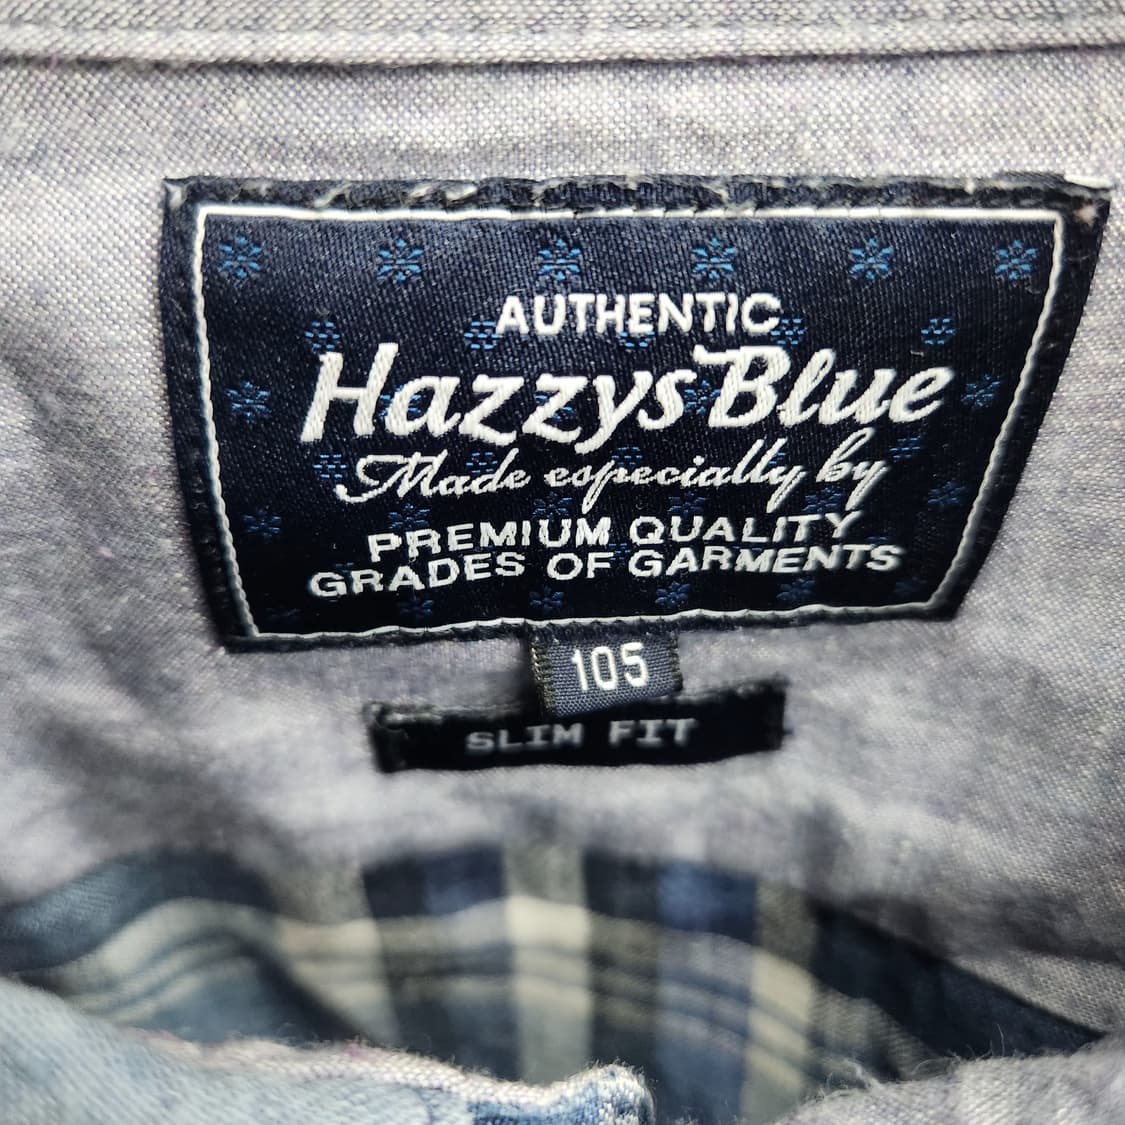 AUTHENTIC
Hazzys Blue
Made especially by
PREMIUM QUALITY
GRADES OF GARMENTS
105
SLIM FIT